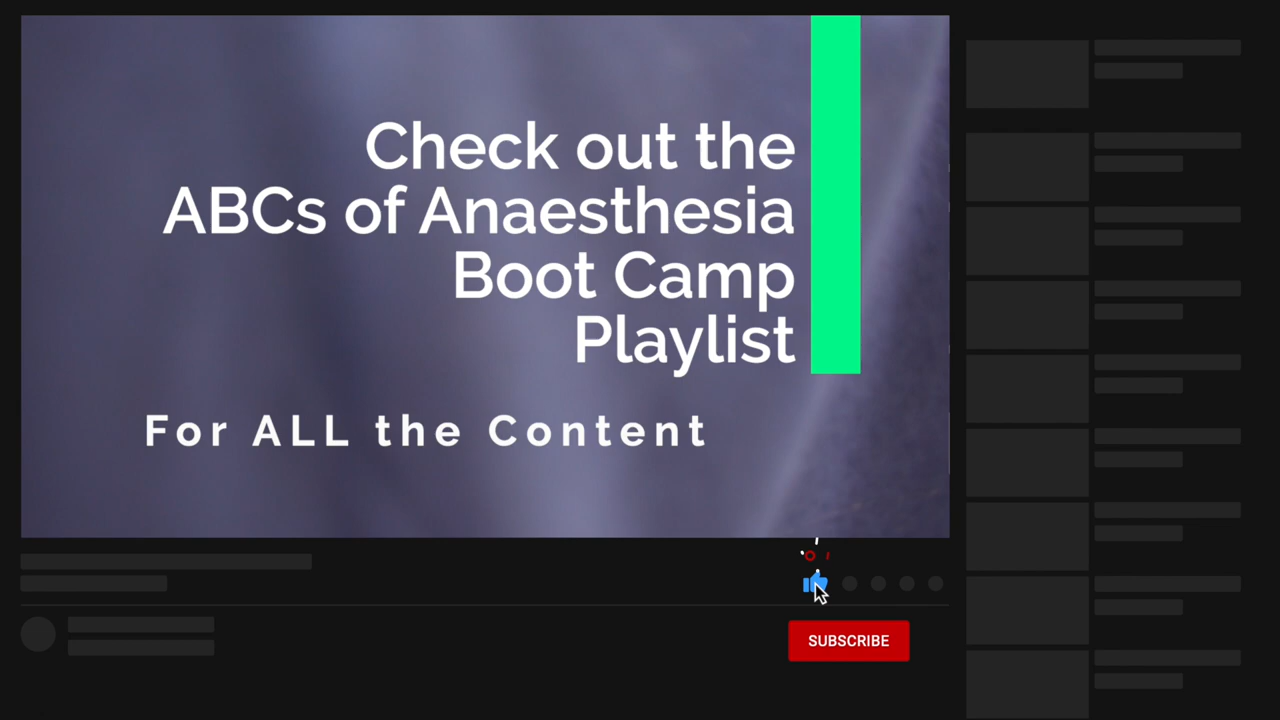 Check out the
ABCs of Anaesthesia
Boot Camp
Playlist
For ALL the Content
SUBSCRIBE